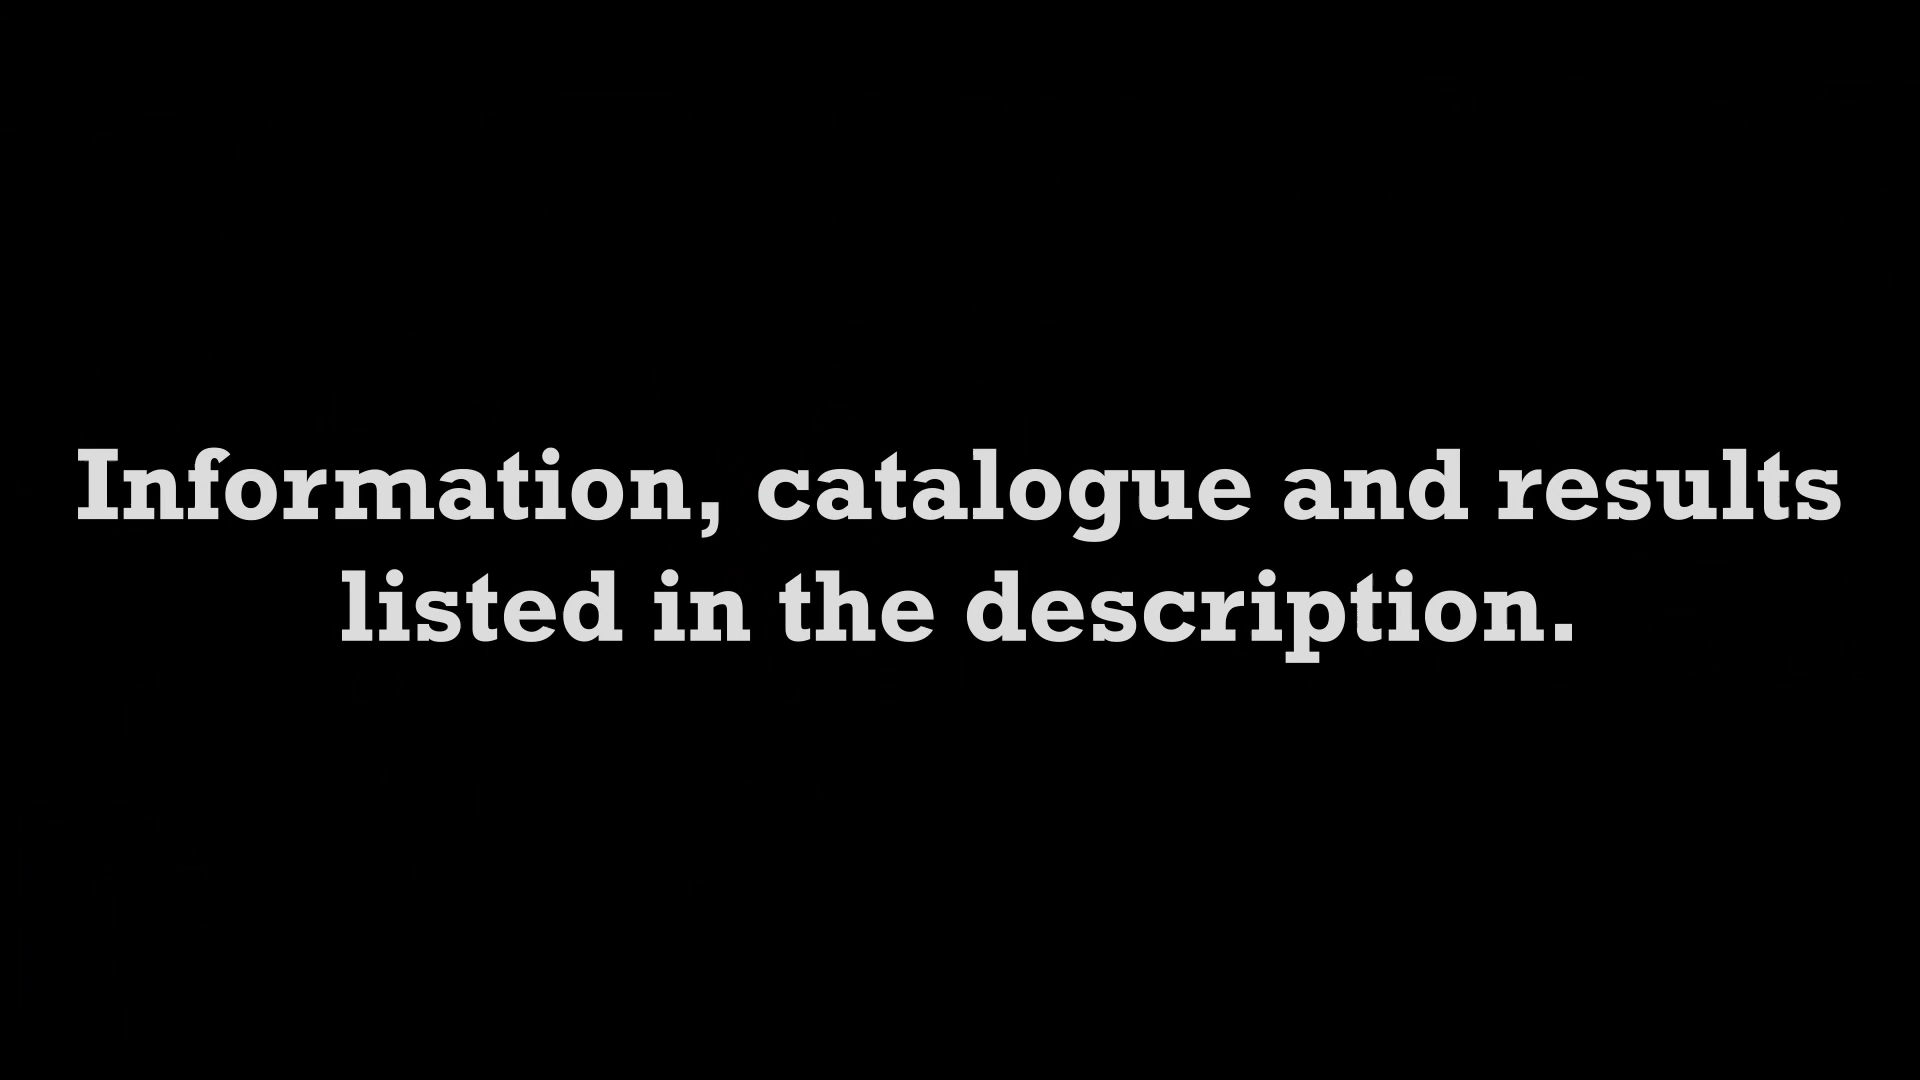 Information, catalogue and results
listed in the description.